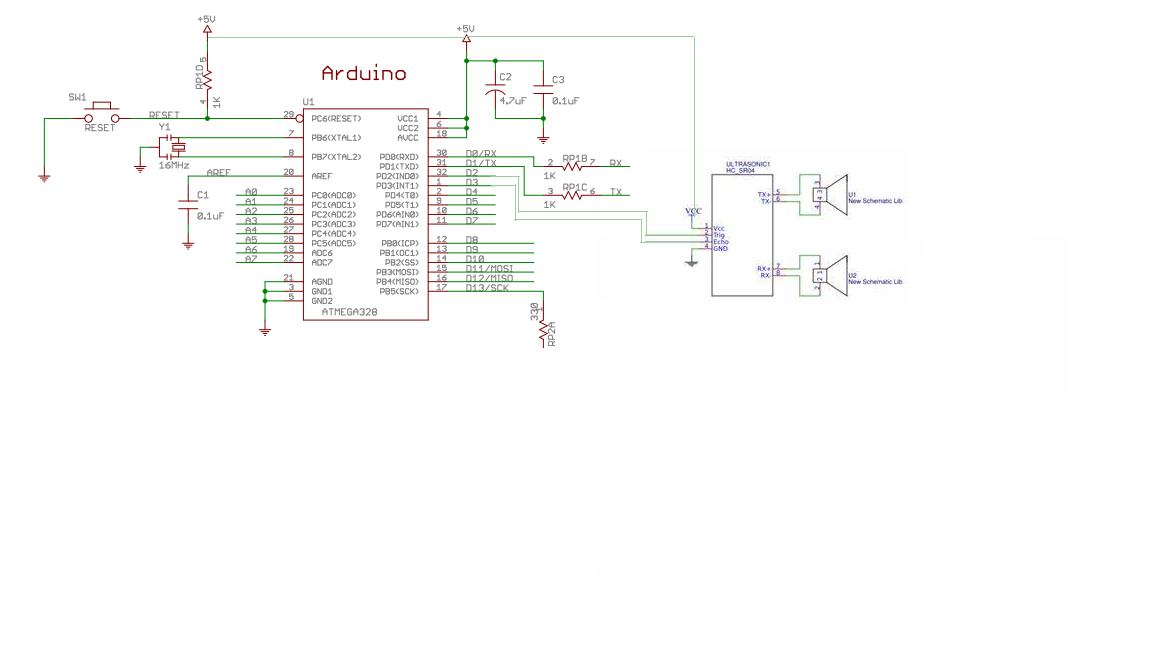 +5V
+5V
Arduino
RP1D
5
4
1K
C2
4.7uF
C3
0.1uF
SW1
RESET
RESET
U1
29
PC6(RESET)
VCC1
4
VCC2
6
AVCC
18
Y1
7
PB6(XTAL1)
8
PB7(XTAL2)
16MHz
PD0(RXD)
30
D0/RX
PD1(TXD)
31
D1/TX
PD2(IND0)
32
D2
PD3(INT1)
1
D3
PD4(T0)
2
D4
PD5(T1)
9
D5
PD6(AIN0)
10
D6
PD7(AIN1)
11
D7
2
RP1B
7
RX
1K
3
RP1C
6
TX
1K
AREF
20
AREF
C1
0.1uF
A0
23
PC0(ADC0)
A1
24
PC1(ADC1)
A2
25
PC2(ADC2)
A3
26
PC3(ADC3)
A4
27
PC4(ADC4)
A5
28
PC5(ADC5)
A6
19
ADC6
A7
22
ADC7
PB0(ICP)
12
D8
PB1(OC1)
13
D9
PB2(SS)
14
D10
PB3(MOSI)
15
D11/MOSI
PB4(MISO)
16
D12/MISO
PB5(SCK)
17
D13/SCK
21
AGND
3
GND1
5
GND2
ATMEGA328
330
1
RP2A
ULTRASONIC1
HC_SR04
VCC
1
Vcc
2
Trig
3
Echo
4
GND
TX+
5
TX-
6
RX+
7
RX-
8
3
4 3
4
U1
New Schematic Lib
1
2 1
2
U2
New Schematic Lib